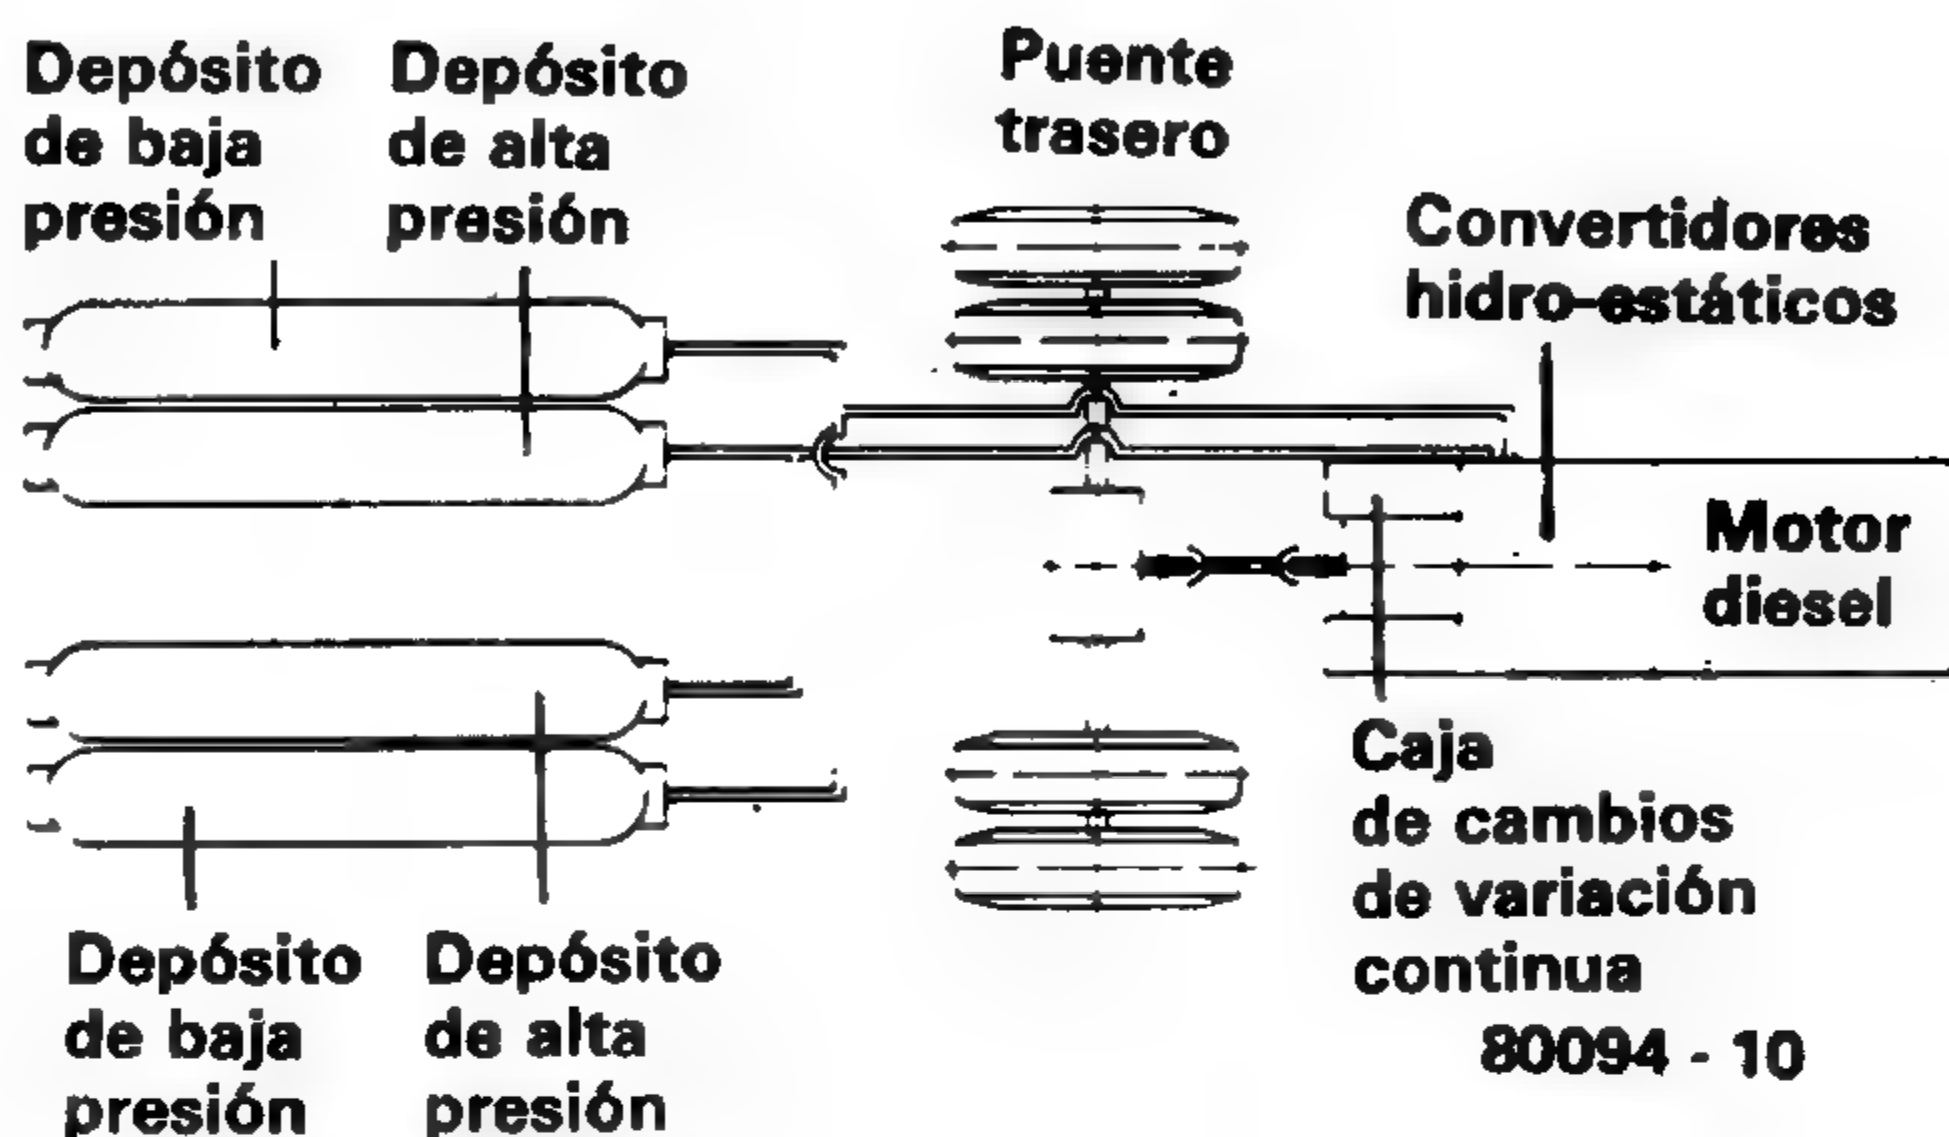 Depósito
de baja
presión
Depósito
de alta
presión
Puente
trasero
Convertidores
hidro-estáticos
Motor
diesel
Caja
de cambios
de variación
continua
Depósito
de baja
presión
Depósito
de alta
presión
80094 - 10